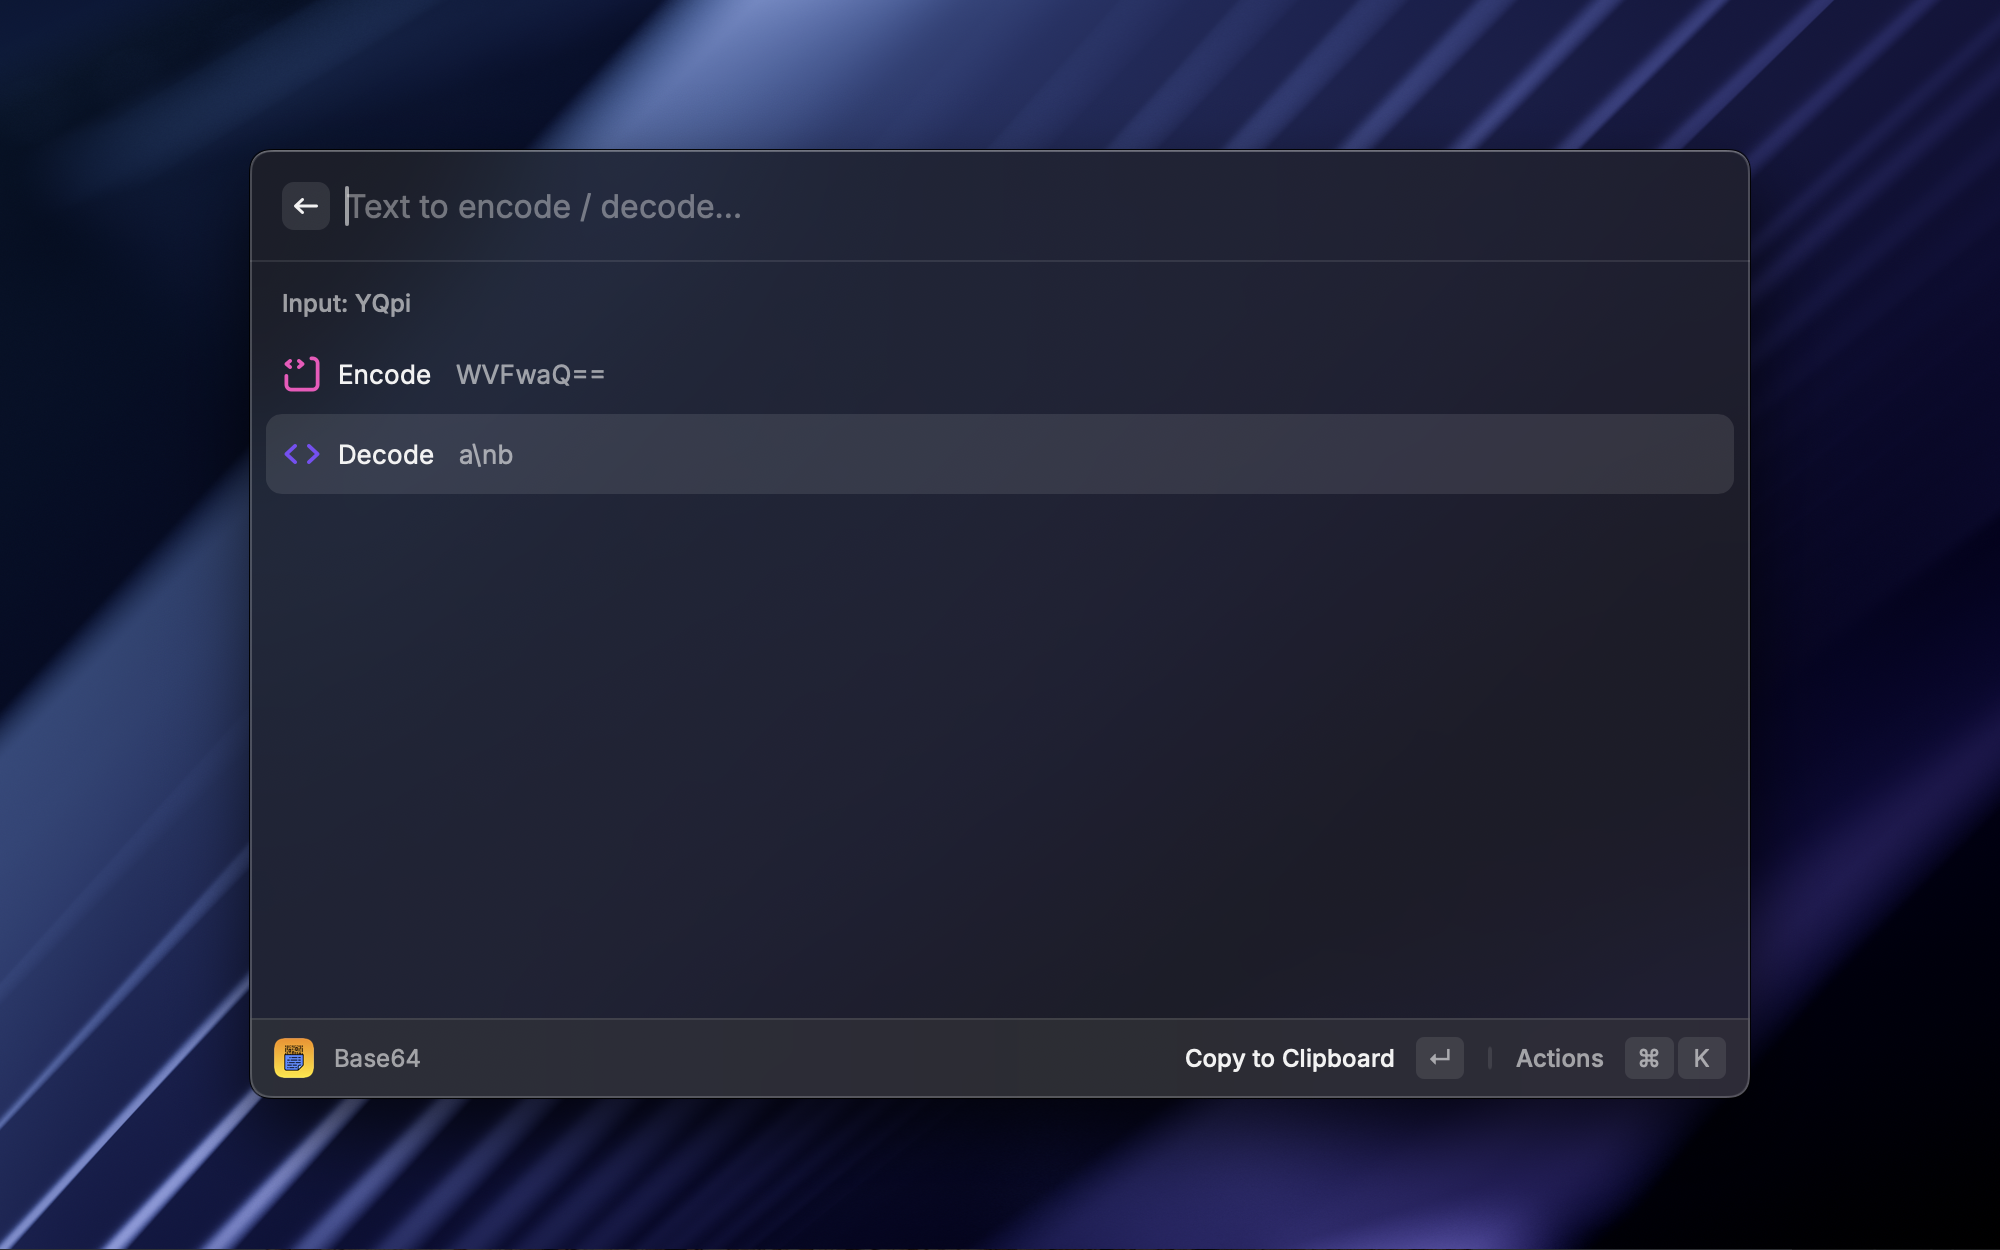 Text to encode / decode...
Input: YQpi
Encode WVFwaQ==
Decode a\nb
Base64 Copy to Clipboard ↵ Actions ⌘ K